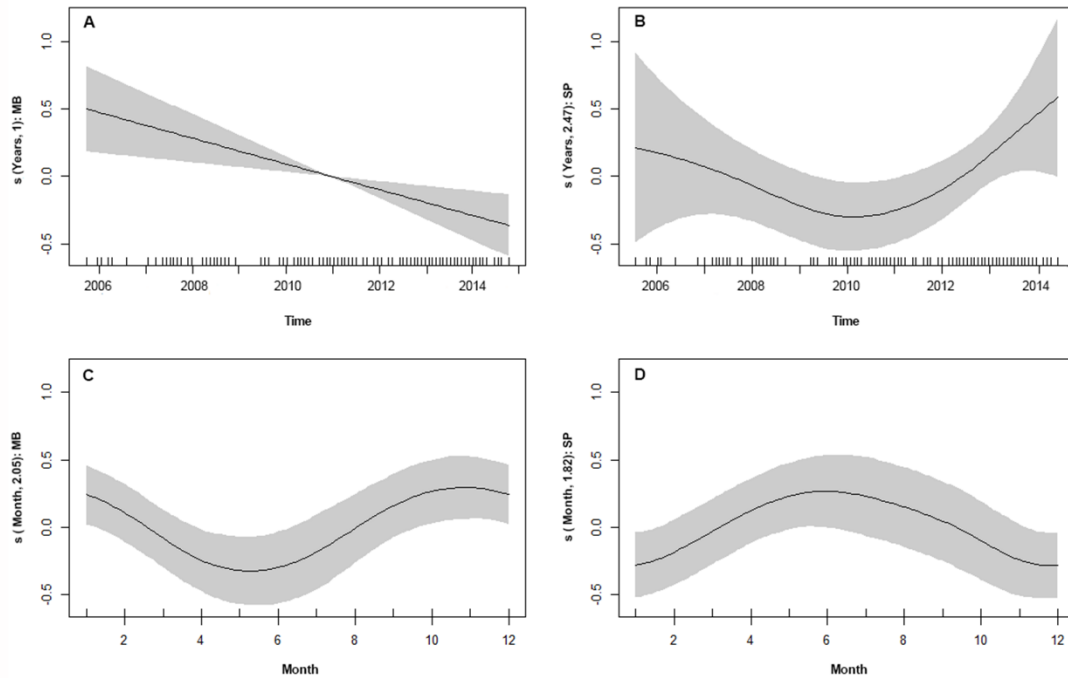 A
s (Years, 1): MB
1.0
0.5
0.0
-0.5
2006 2008 2010 2012 2014
Time
B
s ( Years, 2.47): SP
1.0
0.5
0.0
-0.5
2006 2008 2010 2012 2014
Time
C
s ( Month, 2.05): MB
1.0
0.5
0.0
-0.5
2 4 6 8 10 12
Month
D
s ( Month, 1.82): SP
1.0
0.5
0.0
-0.5
2 4 6 8 10 12
Month